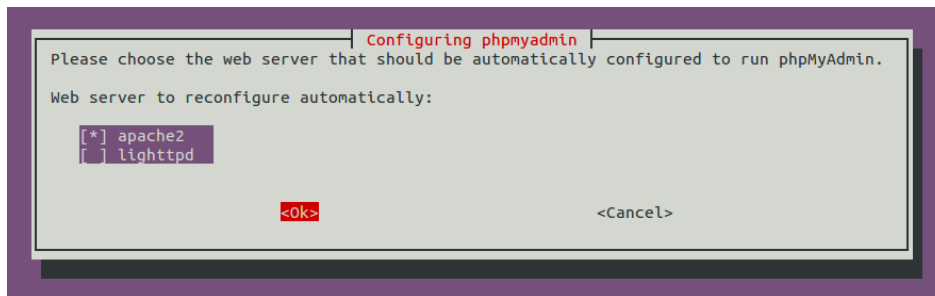 Configuring phpmyadmin
Please choose the web server that should be automatically configured to run phpMyAdmin.
Web server to reconfigure automatically:
[*] apache2
[ ] lighttpd
<Ok> <Cancel>